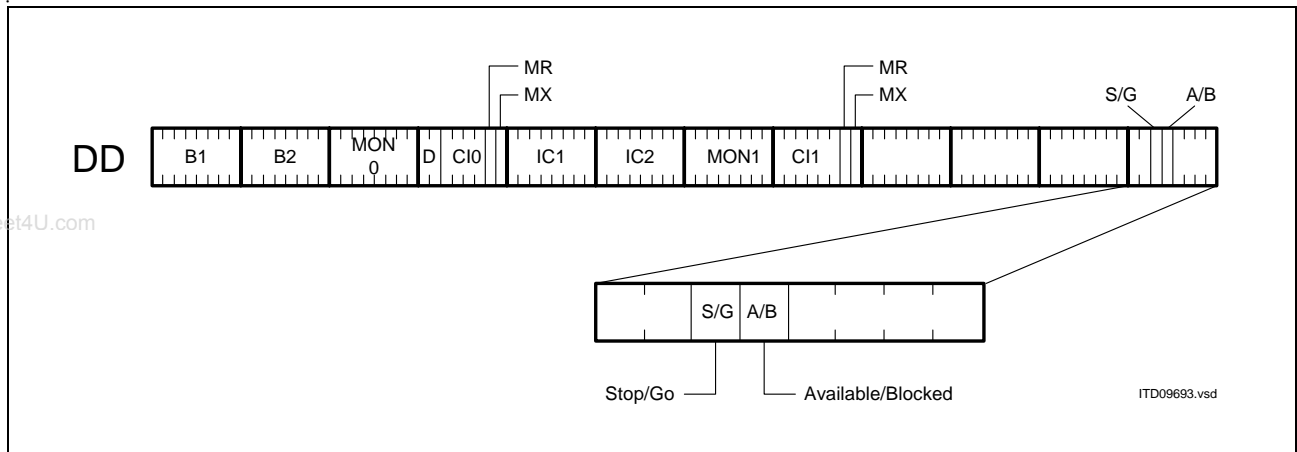 MR
MX
MR
MX
S/G A/B
DD
B1 B2 MON 0 D CI0 IC1 IC2 MON1 CI1
eet4U.com
S/G A/B
Stop/Go Available/Blocked
ITD09693.vsd